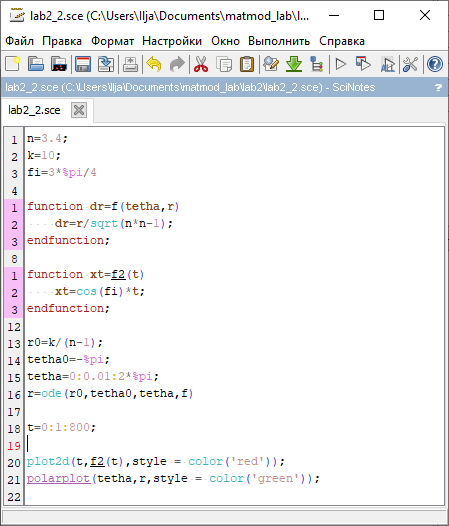 lab2_2.sce (C:\Users\Ilja\Documents\matmod_lab\l...
Файл Правка Формат Настройки Окно Выполнить Справка
lab2_2.sce (C:\Users\Ilja\Documents\matmod_lab\lab2\lab2_2.sce) - SciNotes ?
lab2_2.sce
1 n=3.4;
2 k=10;
3 fi=3*%pi/4
4
1 function dr=f(tetha,r)
2 dr=r/sqrt(n*n-1);
3 endfunction;
8
1 function xt=f2(t)
2 xt=cos(fi)*t;
3 endfunction;
12
13 r0=k/(n-1);
14 tetha0=-%pi;
15 tetha=0:0.01:2*%pi;
16 r=ode(r0,tetha0,tetha,f)
17
18 t=0:1:800;
19
20 plot2d(t,f2(t),style = color('red'));
21 polarplot(tetha,r,style = color('green'));
22